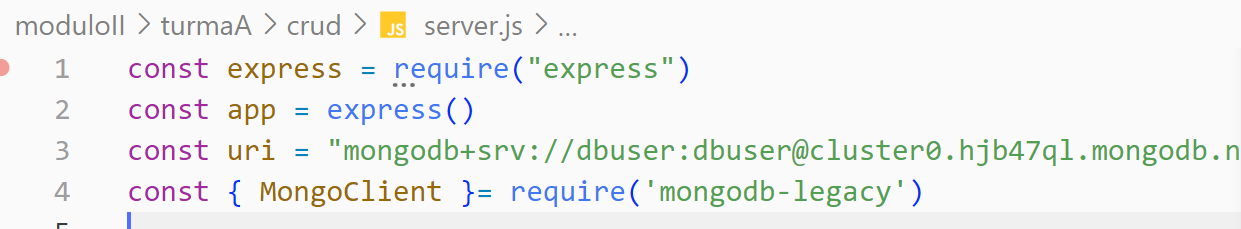 moduloII > turmaA > crud > JS server.js > ...
1 const express = require("express")
2 const app = express()
3 const uri = "mongodb+srv://dbuser:dbuser@cluster0.hjb47ql.mongodb.n
4 const { MongoClient }= require('mongodb-legacy')
5